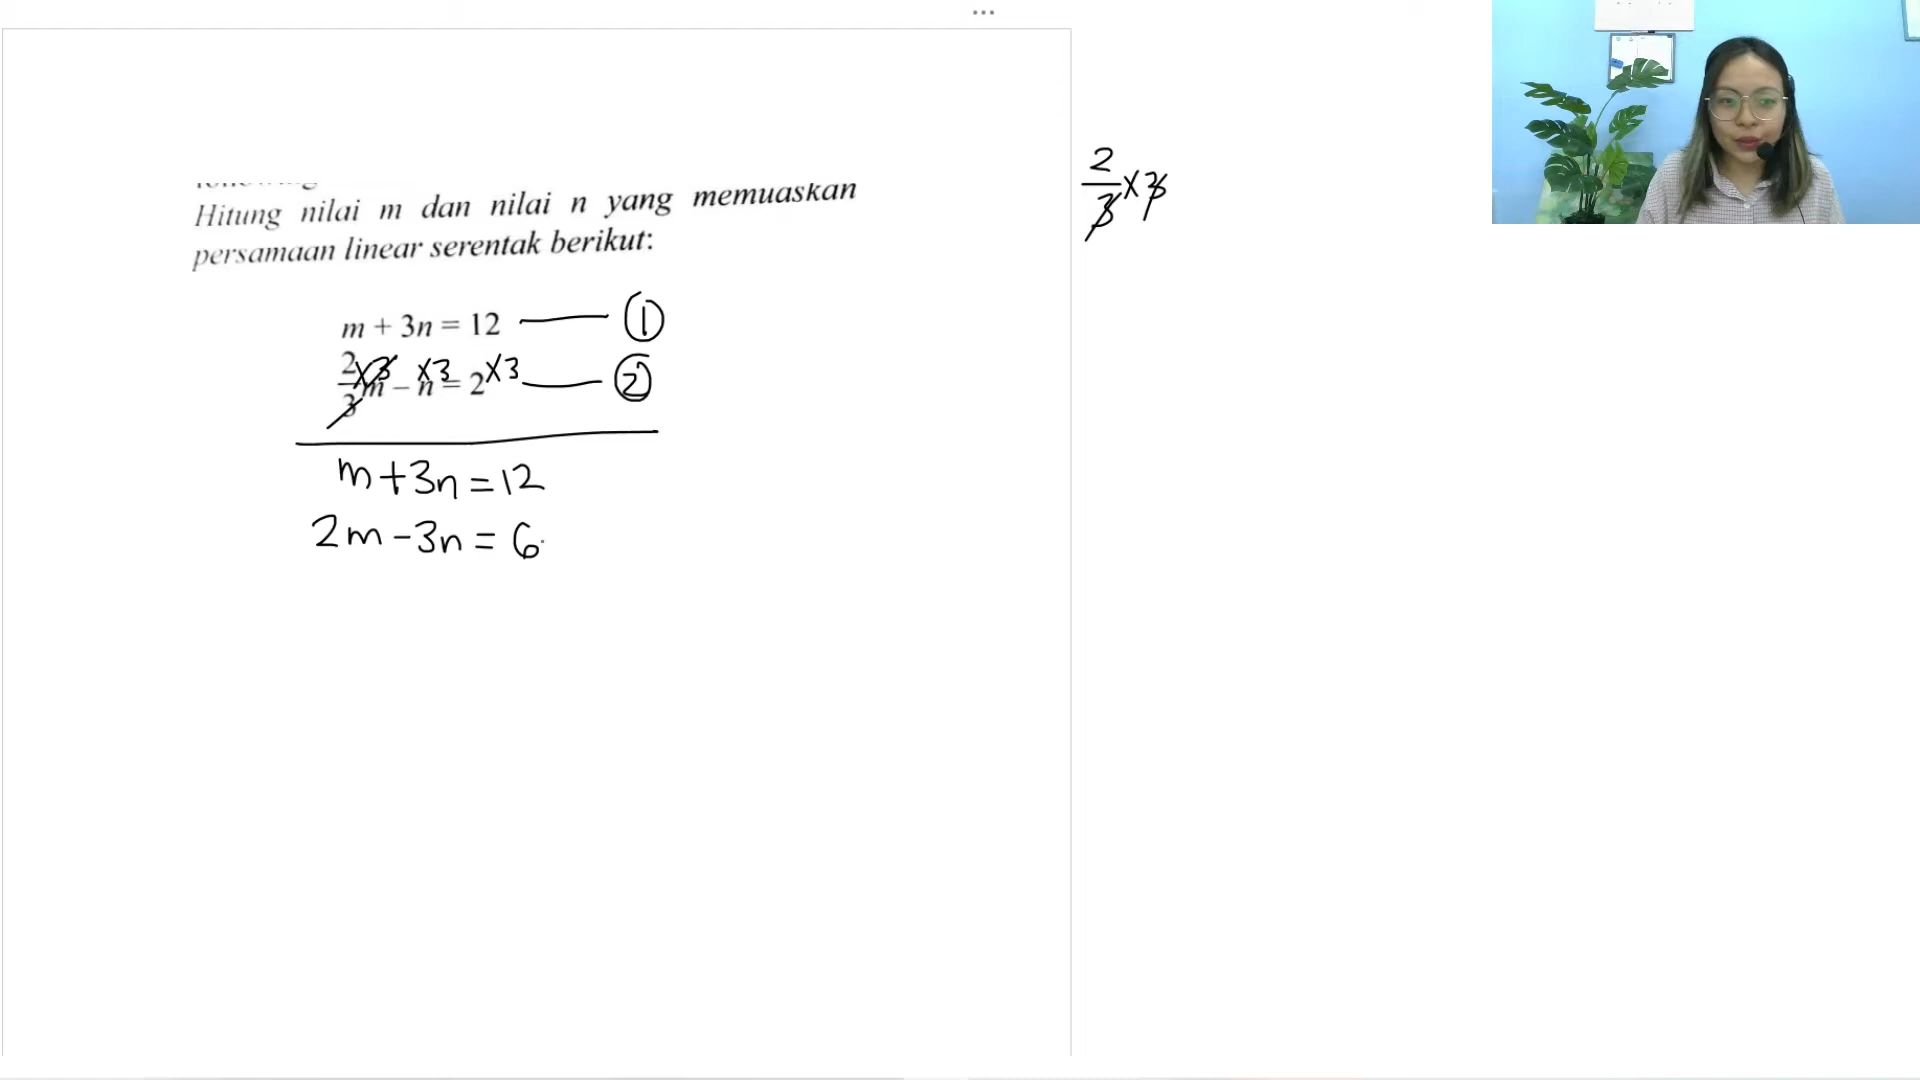 Hitung nilai m dan nilai n yang memuaskan
persamaan linear serentak berikut:
m + 3n = 12 ——— ①
2/3 ×3 m – n ×3 = 2 ×3 ——— ②
m + 3n = 12
2m - 3n = 6
2/3 × 3